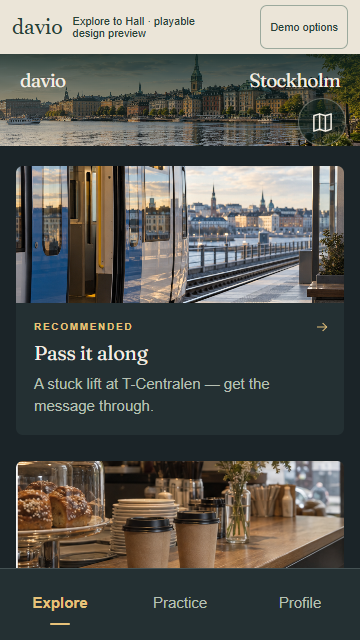 davio
Explore to Hall · playable
design preview
Demo options
davio
Stockholm
RECOMMENDED
Pass it along
A stuck lift at T-Centralen — get the
message through.
Explore
Practice
Profile